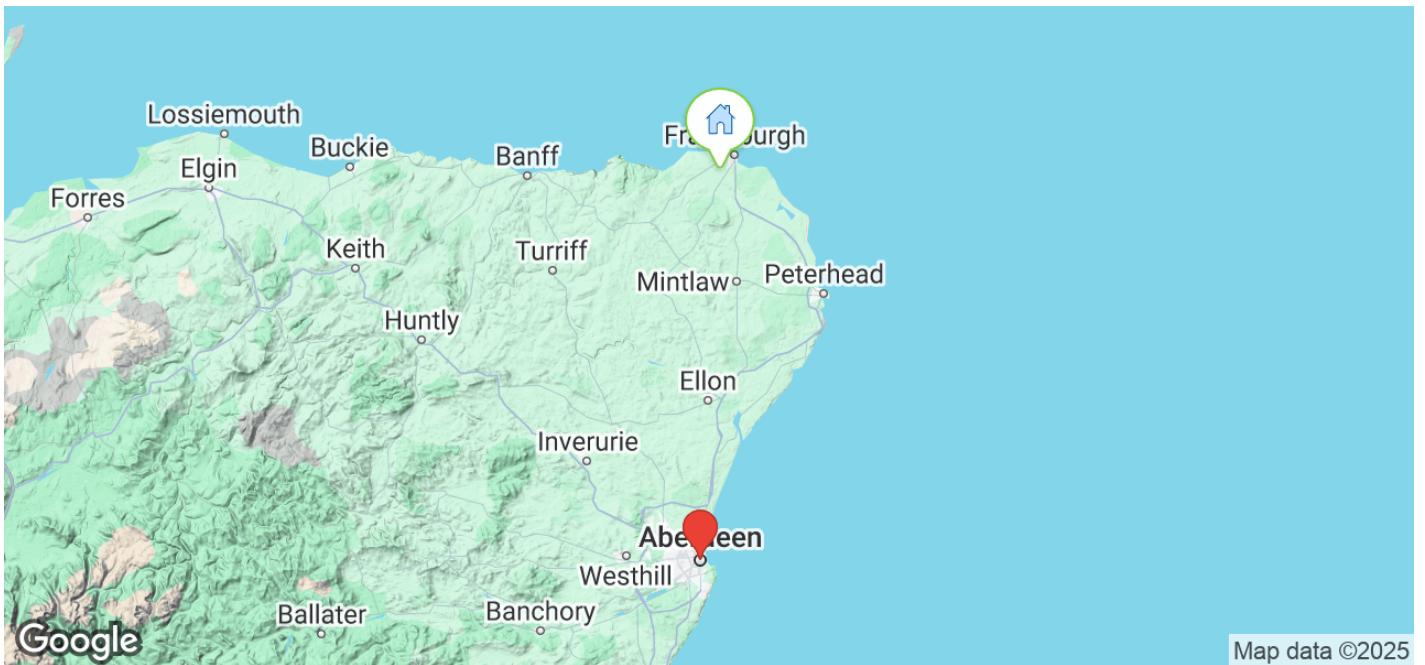 Lossiemouth
Buckie
Banff
Elgin
Forres
Keith
Turriff
Mintlaw
Peterhead
Huntly
Ellon
Inverurie
Westhill
Ballater
Banchory
Google
Map data ©2025